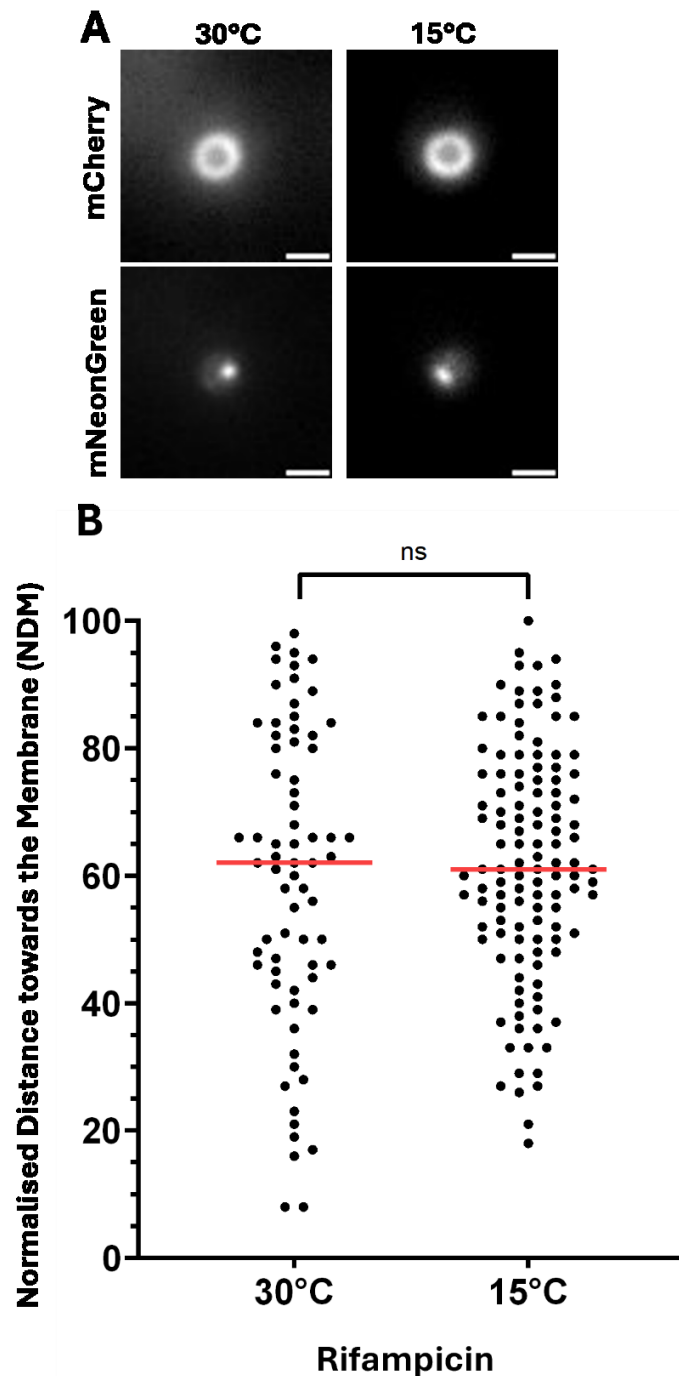 A
30°C 15°C
mCherry
mNeonGreen
B
ns
Normalised Distance towards the Membrane (NDM)
100
80
60
40
20
0
30°C 15°C
Rifampicin